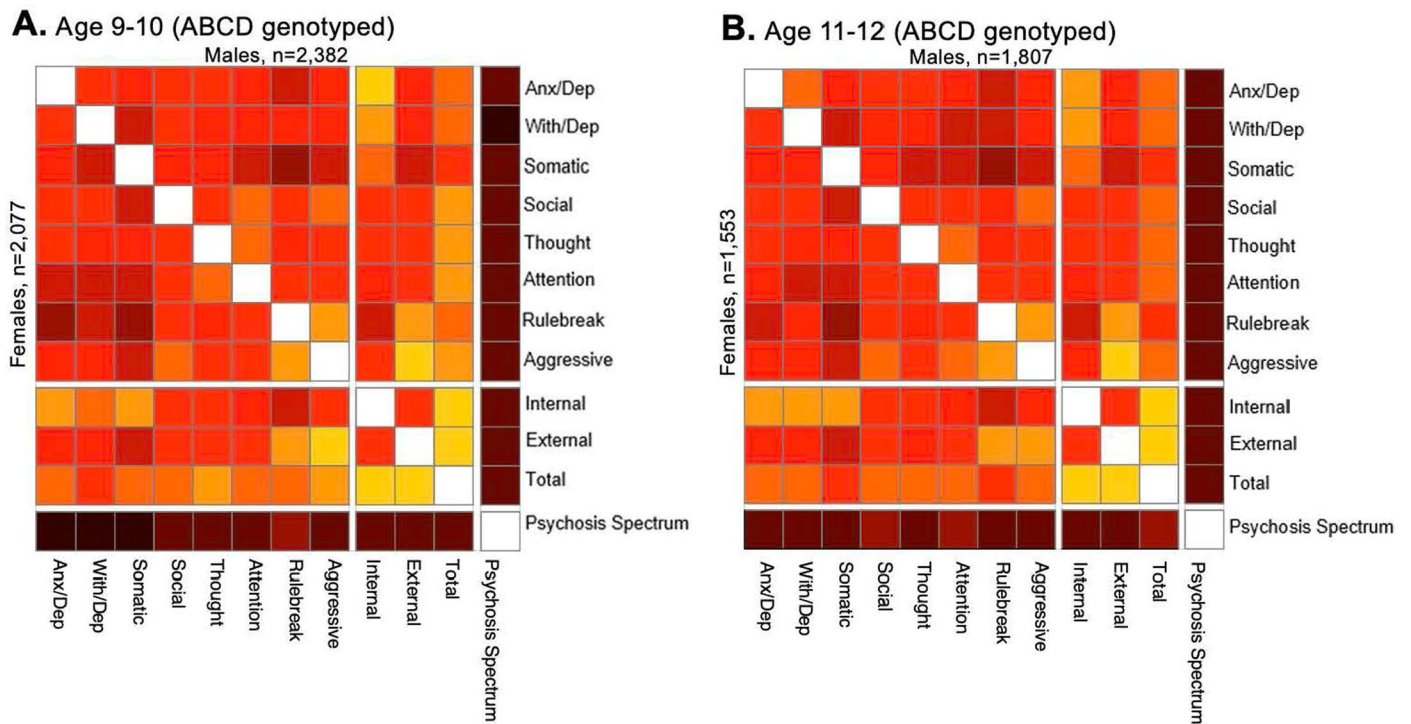 A. Age 9-10 (ABCD genotyped)
Males, n=2,382
Females, n=2,077
Anx/Dep
With/Dep
Somatic
Social
Thought
Attention
Rulebreak
Aggressive
Internal
External
Total
Psychosis Spectrum
Anx/Dep
With/Dep
Somatic
Social
Thought
Attention
Rulebreak
Aggressive
Internal
External
Total
Psychosis Spectrum
B. Age 11-12 (ABCD genotyped)
Males, n=1,807
Females, n=1,553
Anx/Dep
With/Dep
Somatic
Social
Thought
Attention
Rulebreak
Aggressive
Internal
External
Total
Psychosis Spectrum
Anx/Dep
With/Dep
Somatic
Social
Thought
Attention
Rulebreak
Aggressive
Internal
External
Total
Psychosis Spectrum